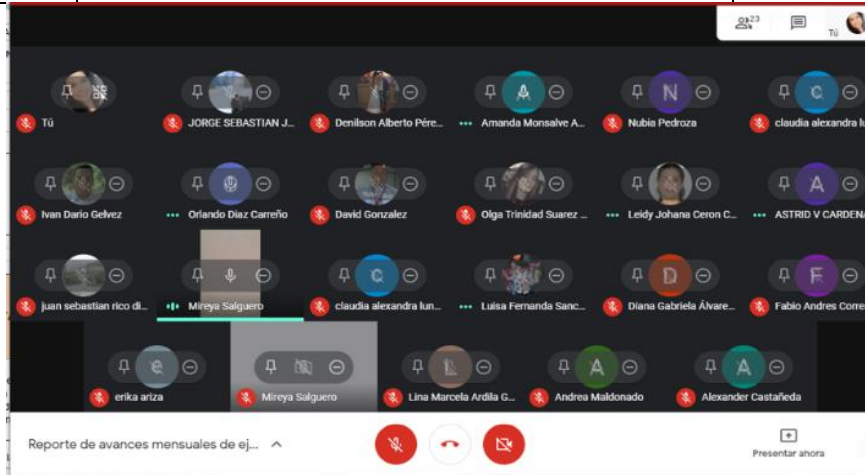 23
Tú
Tú
JORGE SEBASTIAN J...
Denilson Alberto Pére...
Amanda Monsalve A...
Nubia Pedroza
claudia alexandra lu
Ivan Dario Gelvez
Orlando Diaz Carreño
David Gonzalez
Olga Trinidad Suarez ...
Leidy Johana Ceron C...
ASTRID V CARDENA
juan sebastian rico di...
Mireya Salguero
claudia alexandra lun...
Luisa Fernanda Sanc...
Diana Gabriela Álvare...
Fabio Andres Corre
erika ariza
Mireya Salguero
Lina Marcela Ardila G...
Andrea Maldonado
Alexander Castañeda
Reporte de avances mensuales de ej...
Presentar ahora